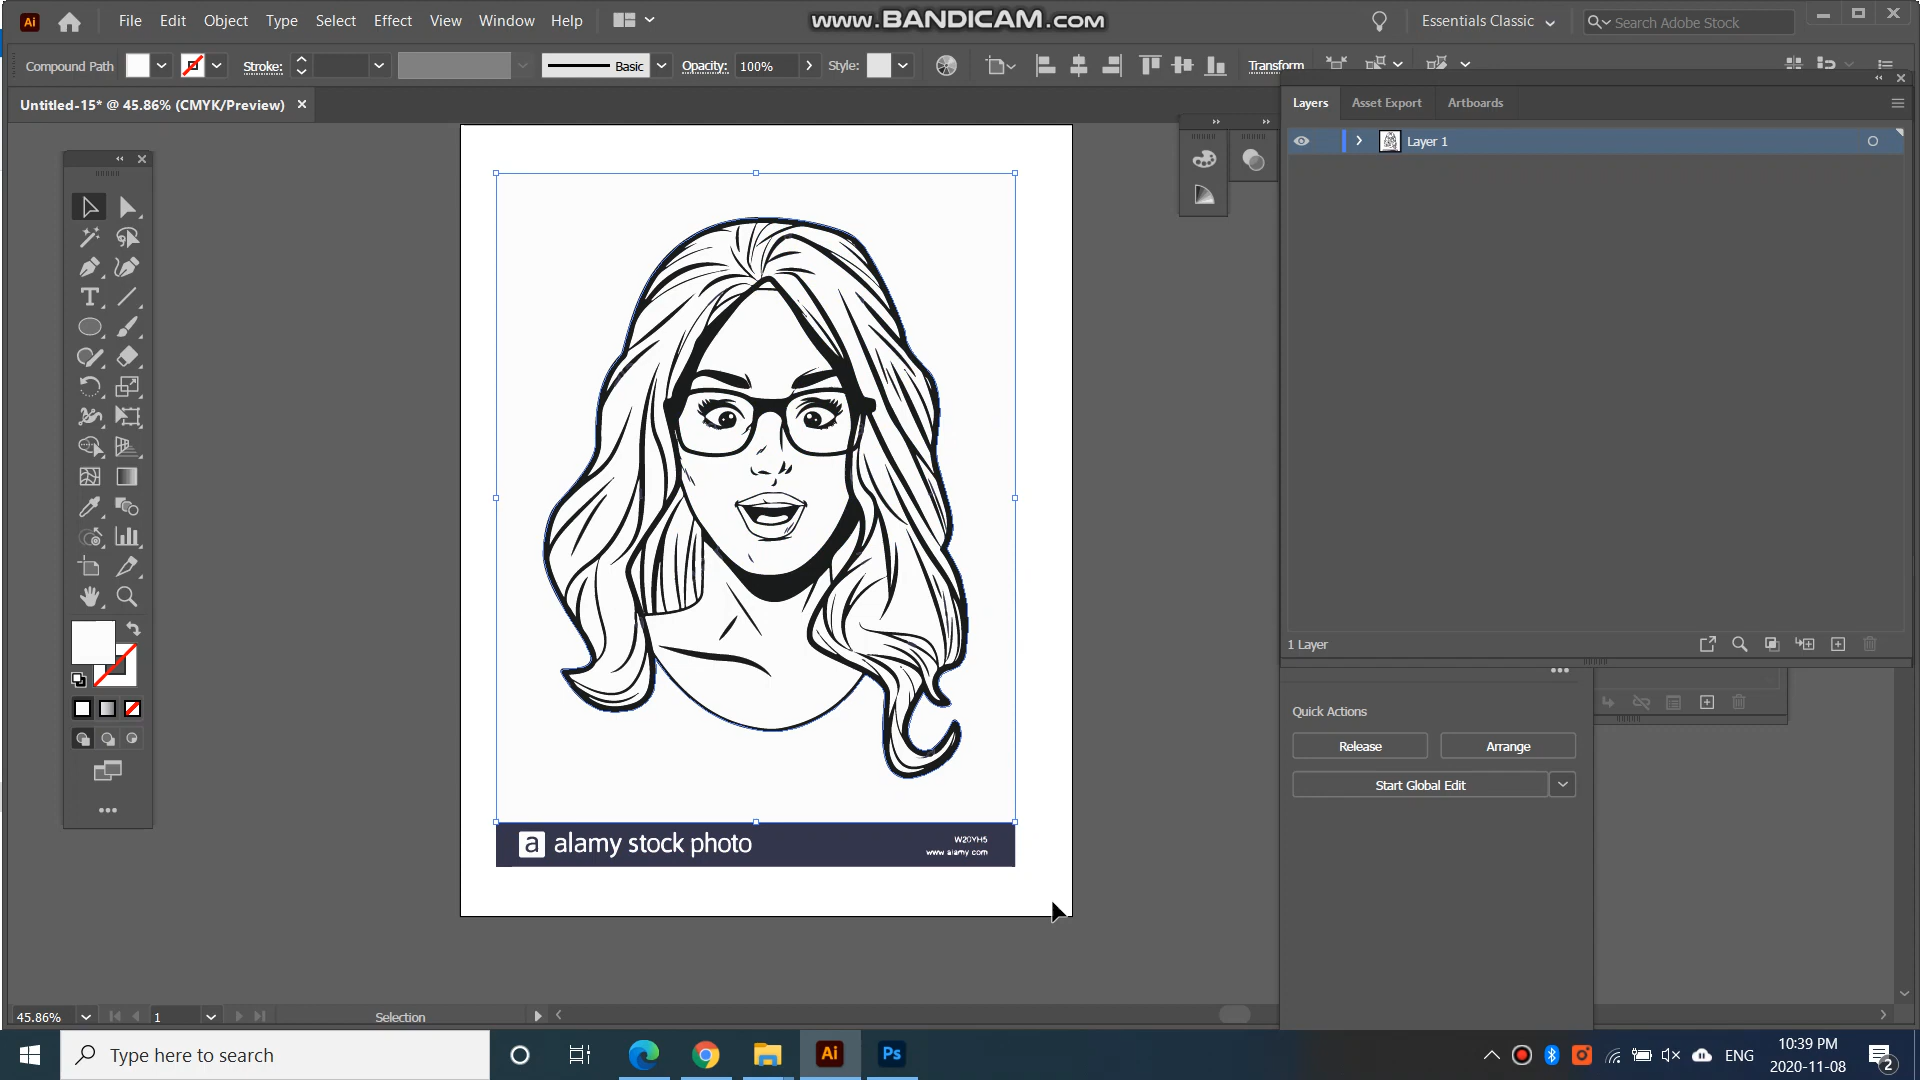 File Edit Object Type Select Effect View Window Help
www.BANDICAM.com
Essentials Classic
Search Adobe Stock
Compound Path
Stroke:
Basic
Opacity: 100%
Style:
Transform
Untitled-15* @ 45.86% (CMYK/Preview)
Layers Asset Export Artboards
Layer 1
1 Layer
Quick Actions
Release Arrange
Start Global Edit
a alamy stock photo
W20YH5
www.alamy.com
45.86% 1 Selection
Type here to search
Ai Ps
ENG
10:39 PM
2020-11-08
2